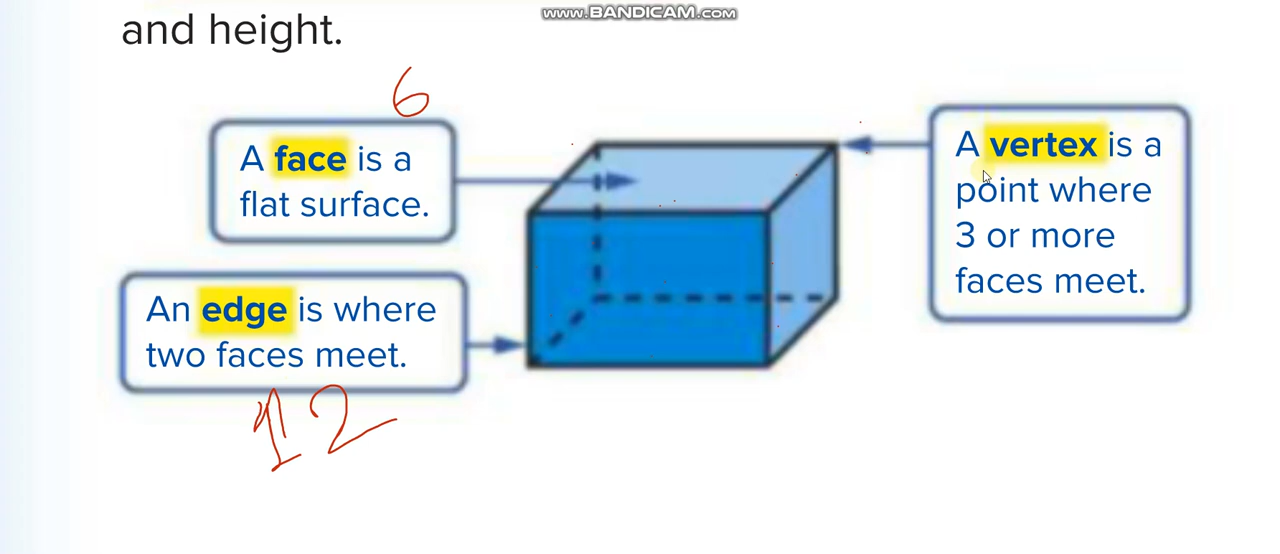 www.BANDICAM.com
and height.
6
A face is a
flat surface.
An edge is where
two faces meet.
12
A vertex is a
point where
3 or more
faces meet.